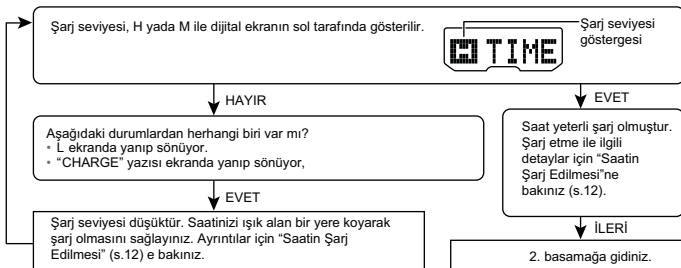 Şarj seviyesi, H yada M ile dijital ekranın sol tarafında gösterilir.
Şarj seviyesi
göstergesi
TIME
HAYIR
EVET
Aşağıdaki durumlardan herhangi biri var mı?
• L ekranda yanıp sönüyor.
• “CHARGE” yazısı ekranda yanıp sönüyor,
Saat yeterli şarj olmuştur.
Şarj etme ile ilgili
detaylar için “Saatin
Şarj Edilmesi”ne
bakınız (s.12).
EVET
İLERİ
Şarj seviyesi düşüktür. Saatinizi ışık alan bir yere koyarak
şarj olmasını sağlayınız. Ayrıntılar için “Saatin Şarj
Edilmesi” (s.12) e bakınız.
2. basamağa gidiniz.